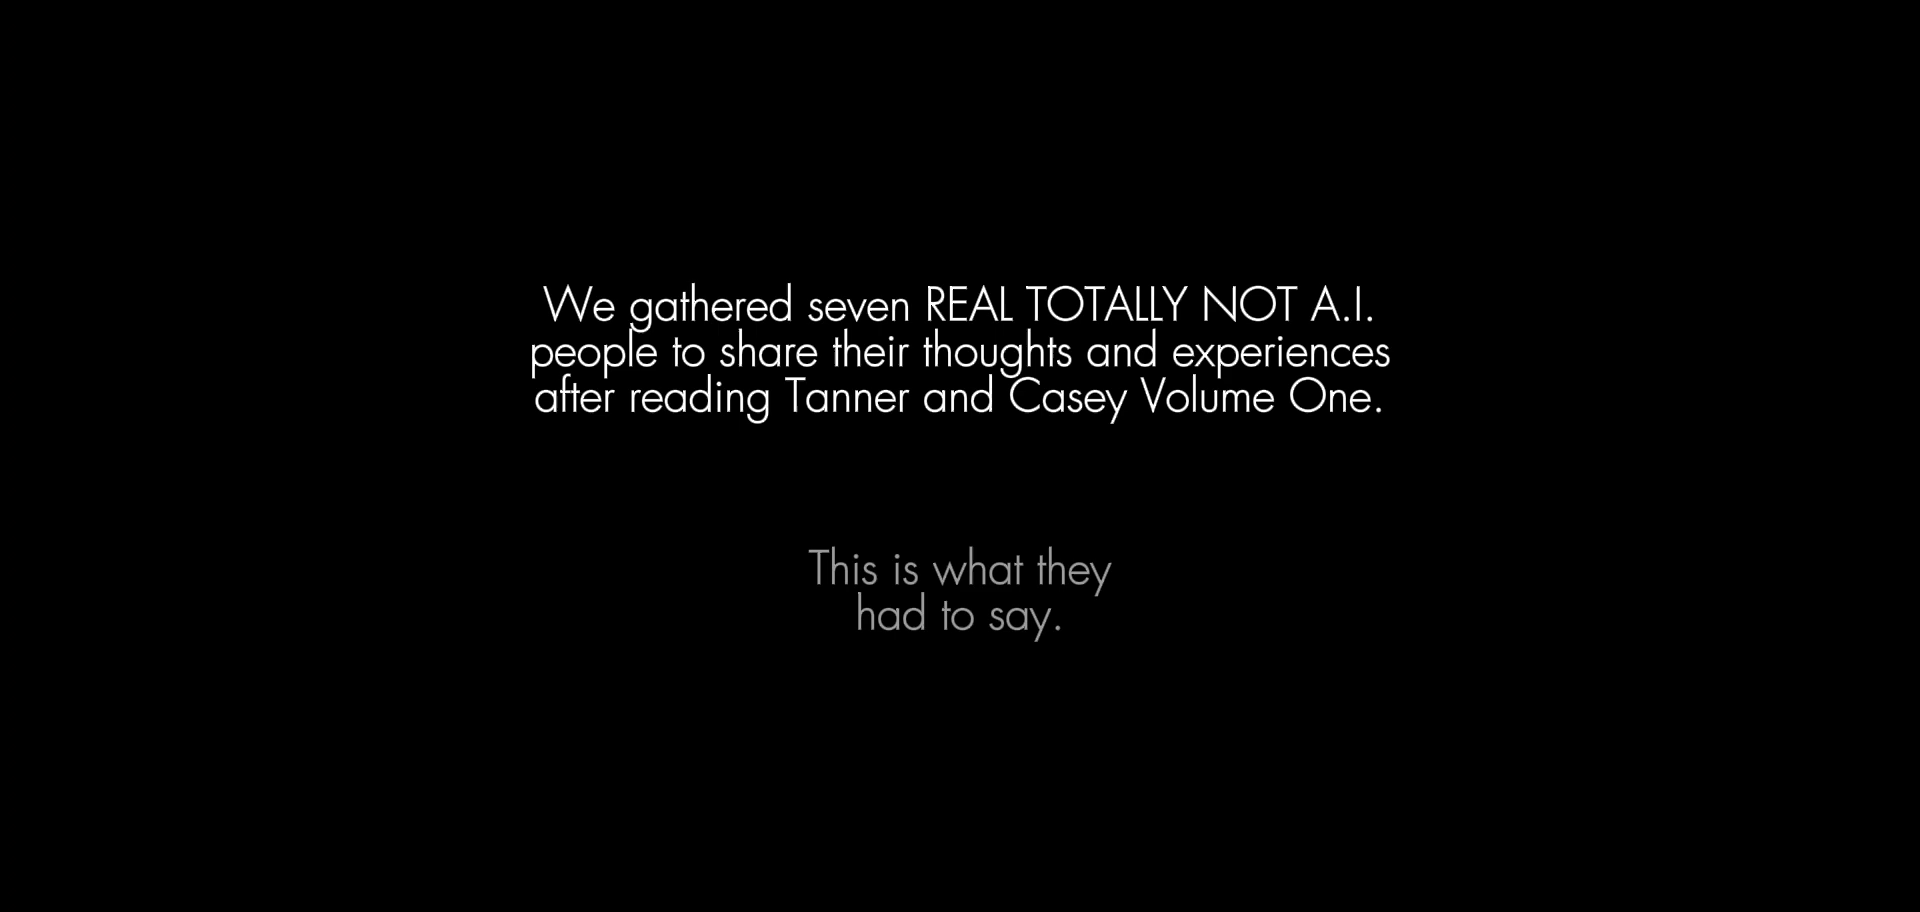 We gathered seven REAL TOTALLY NOT A.I.
people to share their thoughts and experiences
after reading Tanner and Casey Volume One.
This is what they
had to say.